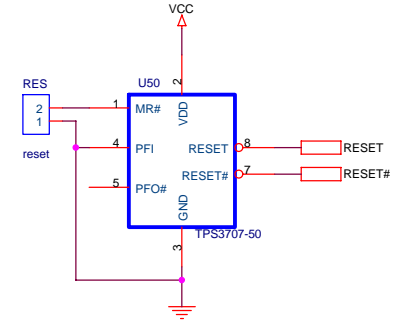 VCC
RES
U50
2
2
1
1
MR#
VDD
reset
4
PFI
RESET
8
RESET
RESET#
7
RESET#
5
PFO#
GND
TPS3707-50
3